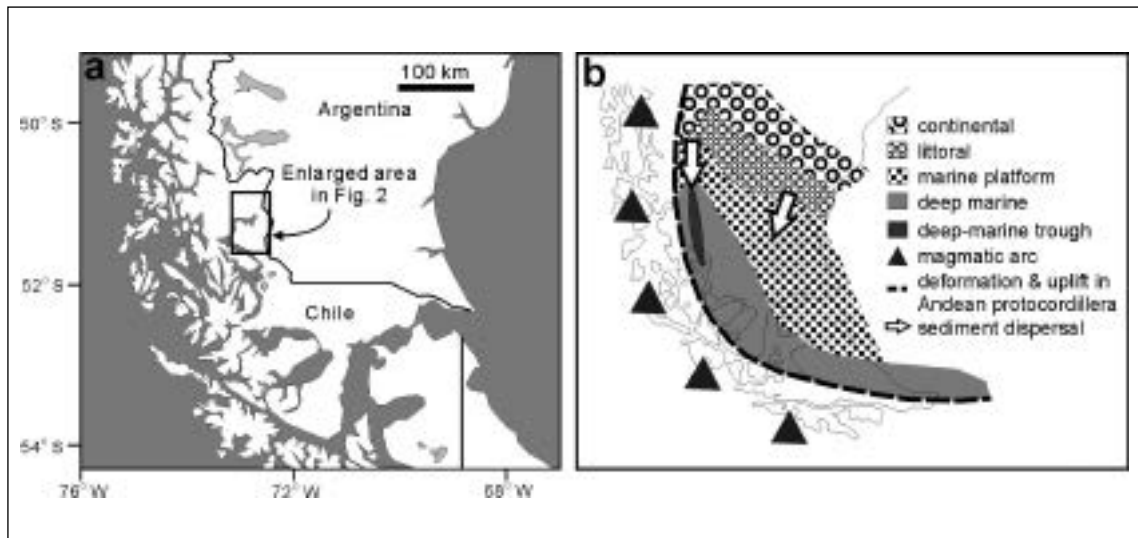 a
100 km
50° S
Argentina
Enlarged area
in Fig. 2
52° S
Chile
54° S
76° W
72° W
68° W
b
continental
littoral
marine platform
deep marine
deep-marine trough
magmatic arc
deformation & uplift in
Andean protocordillera
sediment dispersal